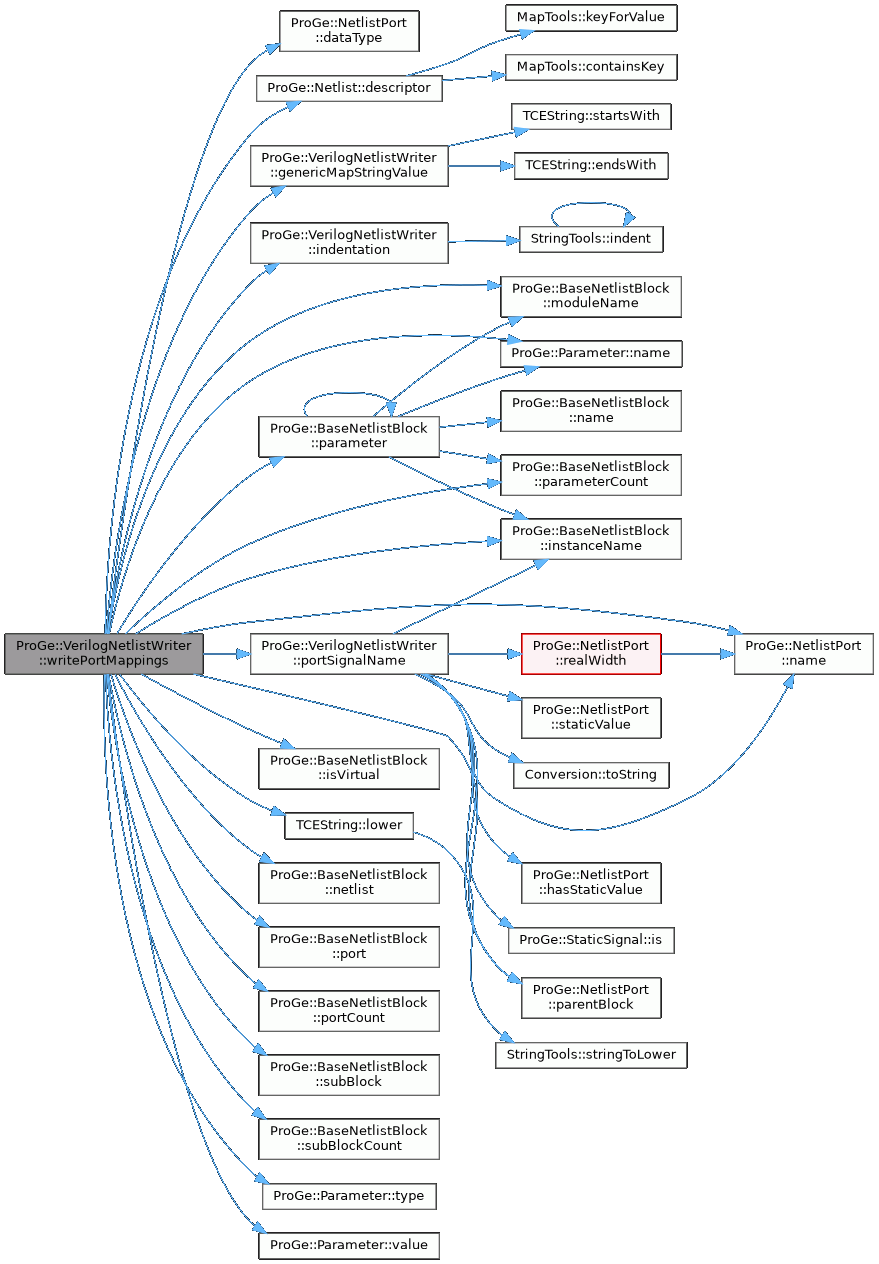 ProGe::NetlistPort
::dataType
MapTools::keyForValue
MapTools::containsKey
ProGe::Netlist::descriptor
TCEString::startsWith
ProGe::VerilogNetlistWriter
::genericMapStringValue
TCEString::endsWith
ProGe::VerilogNetlistWriter
::indentation
StringTools::indent
ProGe::BaseNetlistBlock
::moduleName
ProGe::Parameter::name
ProGe::BaseNetlistBlock
::name
ProGe::BaseNetlistBlock
::parameter
ProGe::BaseNetlistBlock
::parameterCount
ProGe::BaseNetlistBlock
::instanceName
ProGe::VerilogNetlistWriter
::writePortMappings
ProGe::VerilogNetlistWriter
::portSignalName
ProGe::NetlistPort
::realWidth
ProGe::NetlistPort
::name
ProGe::NetlistPort
::staticValue
ProGe::BaseNetlistBlock
::isVirtual
Conversion::toString
TCEString::lower
ProGe::BaseNetlistBlock
::netlist
ProGe::NetlistPort
::hasStaticValue
ProGe::BaseNetlistBlock
::port
ProGe::StaticSignal::is
ProGe::BaseNetlistBlock
::portCount
ProGe::NetlistPort
::parentBlock
ProGe::BaseNetlistBlock
::subBlock
StringTools::stringToLower
ProGe::BaseNetlistBlock
::subBlockCount
ProGe::Parameter::type
ProGe::Parameter::value